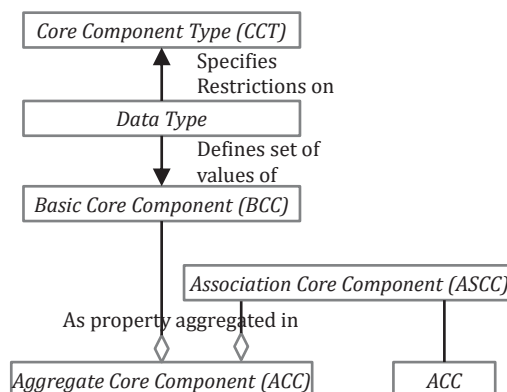 Core Component Type (CCT)
Specifies
Restrictions on
Data Type
Defines set of
values of
Basic Core Component (BCC)
Association Core Component (ASCC)
As property aggregated in
Aggregate Core Component (ACC)
ACC